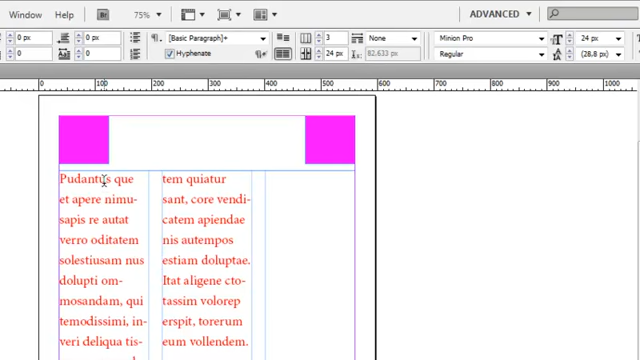 Window Help
75%
ADVANCED
0 px
0 px
[Basic Paragraph]+
3
None
Minion Pro
24 px
0 px
0
Hyphenate
24 px
82.633 px
Regular
(28.8 px)
0 100 200 300 400 500 600 700 800 900 1000
Pudantus que
et apere nimu-
sapis re autat
verro oditatem
solestiusam nus
dolupti om-
mosandam, qui
temodissimi, in-
veri deliqua tis-
tem quiatur
sant, core vendi-
catem apiendae
nis autempos
estiam doluptae.
Itat aligene cto-
tassim volorep
erspit, torerum
eum vollendem.